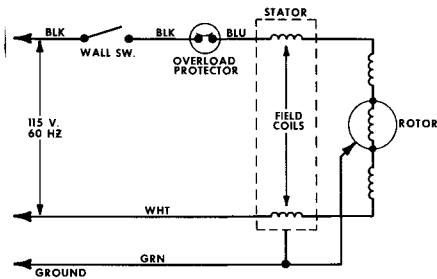 STATOR
BLK
BLK
BLU
WALL SW.
OVERLOAD
PROTECTOR
115 V.
60 HZ
FIELD
COILS
ROTOR
WHT
GRN
GROUND